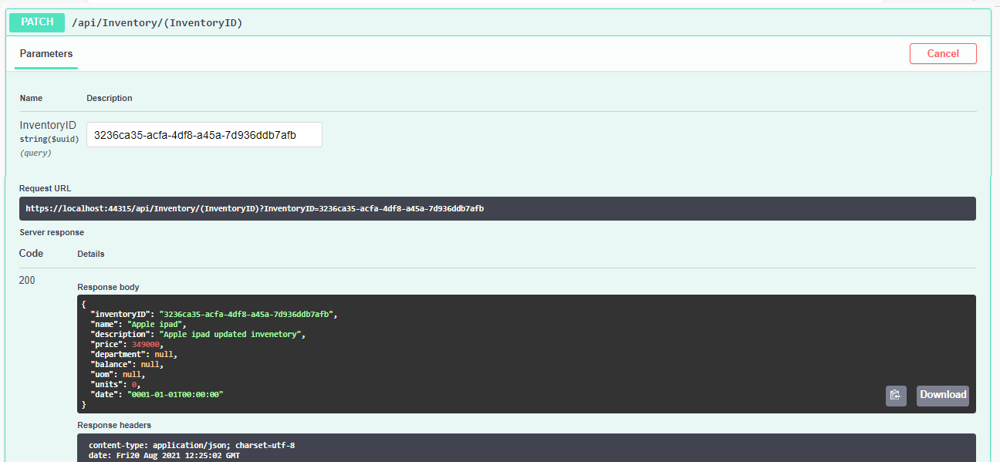 PATCH /api/Inventory/(InventoryID)
Parameters Cancel
Name Description
InventoryID
string($uuid)
(query)
3236ca35-acfa-4df8-a45a-7d936ddb7afb
Request URL
https://localhost:44315/api/Inventory/(InventoryID)?InventoryID=3236ca35-acfa-4df8-a45a-7d936ddb7afb
Server response
Code Details
200
Response body
{
"inventoryID": "3236ca35-acfa-4df8-a45a-7d936ddb7afb",
"name": "Apple ipad",
"description": "Apple ipad updated invenetory",
"price": 349000,
"department": null,
"balance": null,
"uom": null,
"units": 0,
"date": "0001-01-01T00:00:00"
}
Download
Response headers
content-type: application/json; charset=utf-8
date: Fri20 Aug 2021 12:25:02 GMT